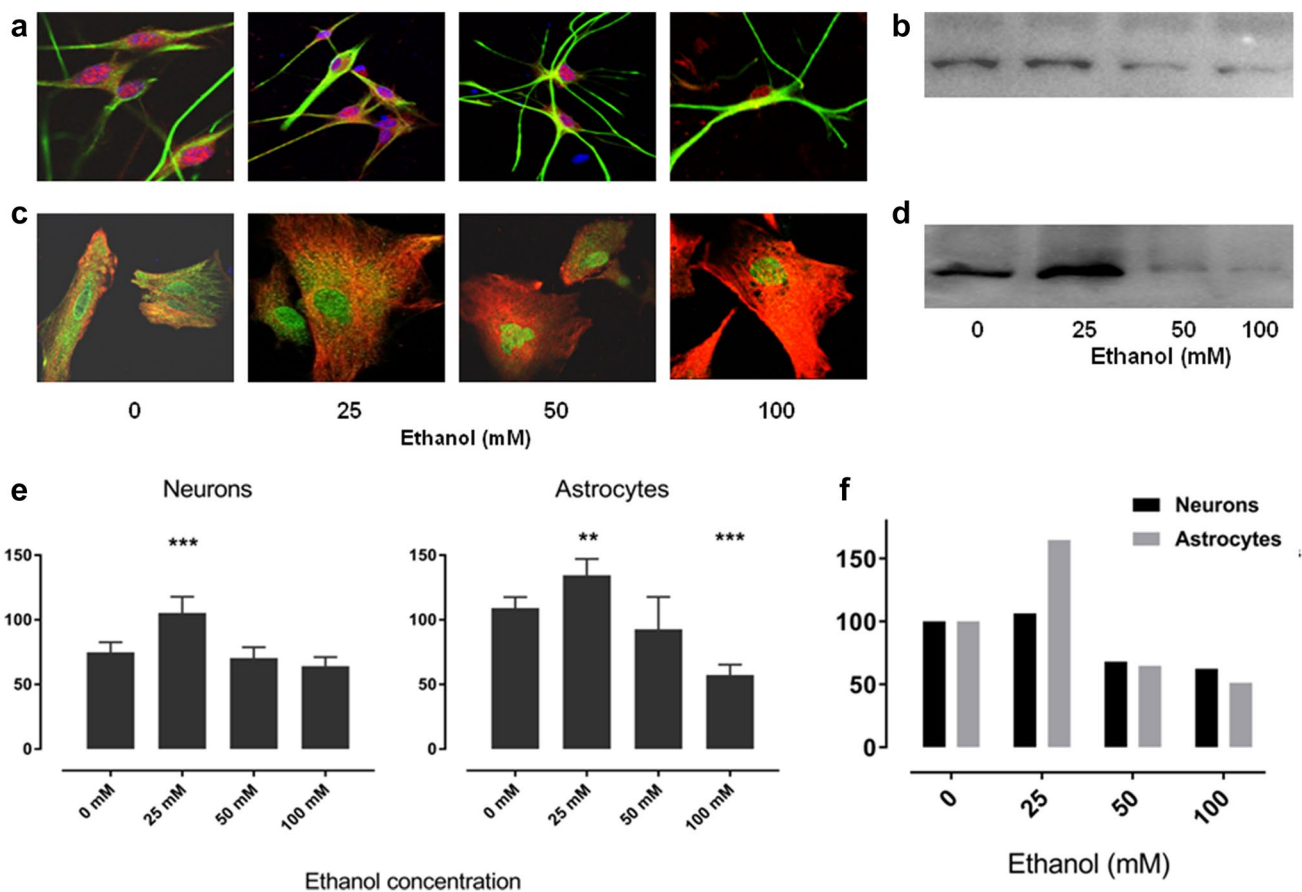 a
b
c
d
0 25 50 100
Ethanol (mM)
0 25 50 100
Ethanol (mM)
e
Neurons
***
150
100
50
0
0 mM 25 mM 50 mM 100 mM
Astrocytes
** ***
150
100
50
0
0 mM 25 mM 50 mM 100 mM
Ethanol concentration
f
Neurons
Astrocytes
150
100
50
0
0 25 50 100
Ethanol (mM)